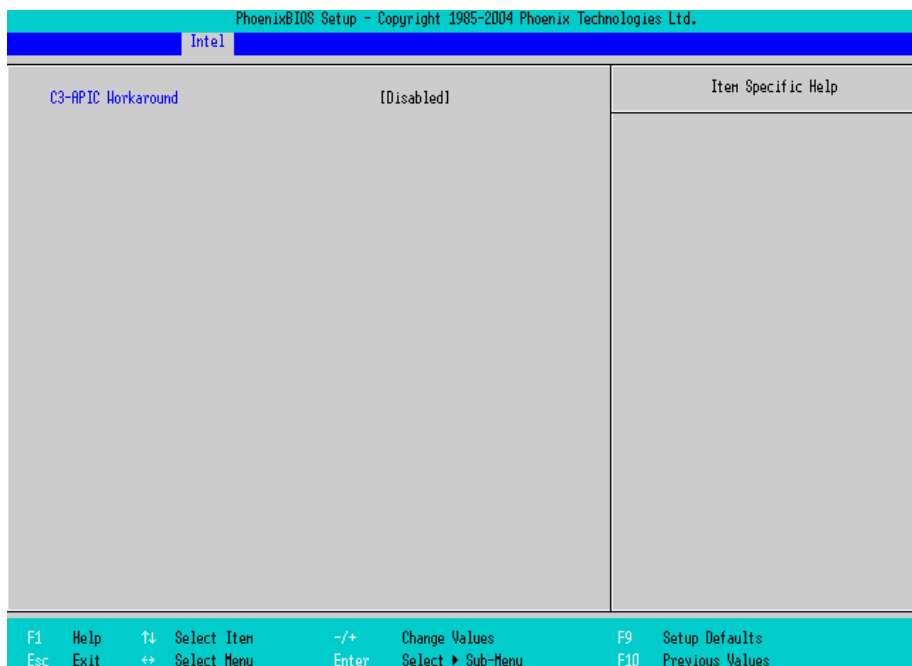 PhoenixBIOS Setup - Copyright 1985-2004 Phoenix Technologies Ltd.
Intel
C3-APIC Workaround [Disabled]
Item Specific Help
F1 Help ↑↓ Select Item -/+ Change Values F9 Setup Defaults
Esc Exit ↔ Select Menu Enter Select ▶ Sub-Menu F10 Previous Values